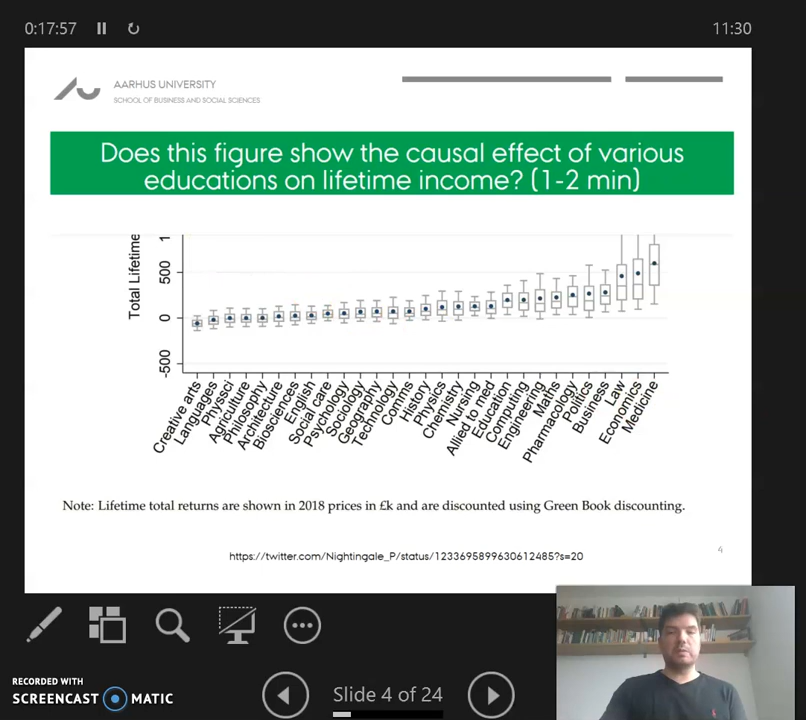 0:17:57
11:30
AARHUS UNIVERSITY
SCHOOL OF BUSINESS AND SOCIAL SCIENCES
Does this figure show the causal effect of various
educations on lifetime income? (1-2 min)
Total Lifetime
1
500
0
-500
Creative arts
Languages
Physsci
Agriculture
Philosophy
Architecture
Biosciences
English
Social care
Psychology
Sociology
Geography
Technology
Comms
History
Physics
Chemistry
Nursing
Allied to med
Education
Computing
Engineering
Maths
Pharmacology
Politics
Business
Law
Economics
Medicine
Note: Lifetime total returns are shown in 2018 prices in £k and are discounted using Green Book discounting.
4
https://twitter.com/Nightingale_P/status/1233695899630612485?s=20
RECORDED WITH
SCREENCAST MATIC
Slide 4 of 24